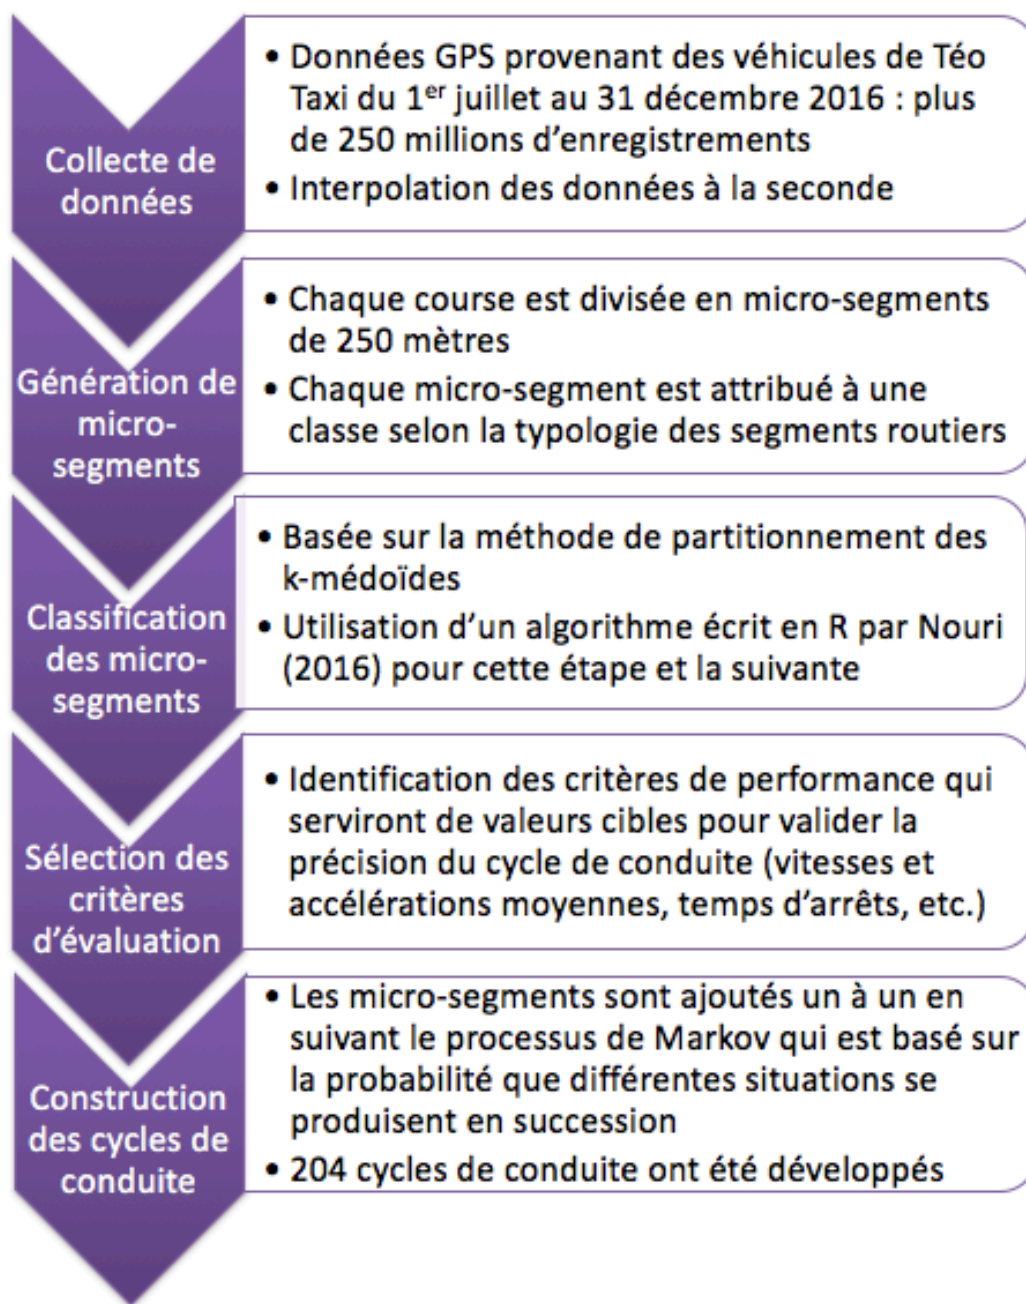 Collecte de
données
• Données GPS provenant des véhicules de Téo
Taxi du 1er juillet au 31 décembre 2016 : plus
de 250 millions d'enregistrements
• Interpolation des données à la seconde
Génération de
micro-
segments
• Chaque course est divisée en micro-segments
de 250 mètres
• Chaque micro-segment est attribué à une
classe selon la typologie des segments routiers
Classification
des micro-
segments
• Basée sur la méthode de partitionnement des
k-médoïdes
• Utilisation d'un algorithme écrit en R par Nouri
(2016) pour cette étape et la suivante
Sélection des
critères
d'évaluation
• Identification des critères de performance qui
serviront de valeurs cibles pour valider la
précision du cycle de conduite (vitesses et
accélérations moyennes, temps d'arrêts, etc.)
Construction
des cycles de
conduite
• Les micro-segments sont ajoutés un à un en
suivant le processus de Markov qui est basé sur
la probabilité que différentes situations se
produisent en succession
• 204 cycles de conduite ont été développés